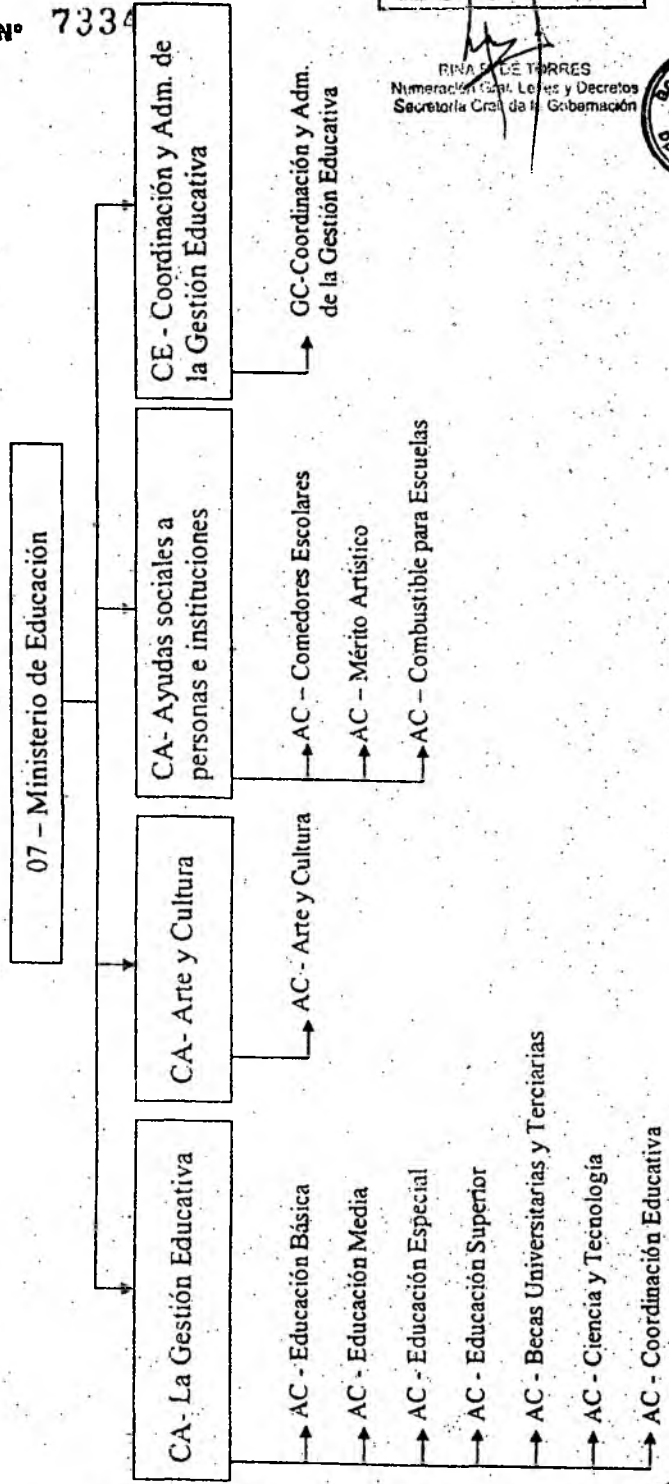 Nº 7334
RINA R. DE TORRES
Numeración Gral. Leyes y Decretos
Secretoría Gral. de la Gobernación
07 – Ministerio de Educación
CA- La Gestión Educativa
AC - Educación Básica
AC - Educación Media
AC - Educación Especial
AC - Educación Superior
AC - Becas Universitarias y Terciarias
AC - Ciencia y Tecnología
AC - Coordinación Educativa
CA- Arte y Cultura
AC - Arte y Cultura
CA- Ayudas sociales a
personas e instituciones
AC – Comedores Escolares
AC – Mérito Artístico
AC – Combustible para Escuelas
CE - Coordinación y Adm. de
la Gestión Educativa
GC-Coordinación y Adm.
de la Gestión Educativa